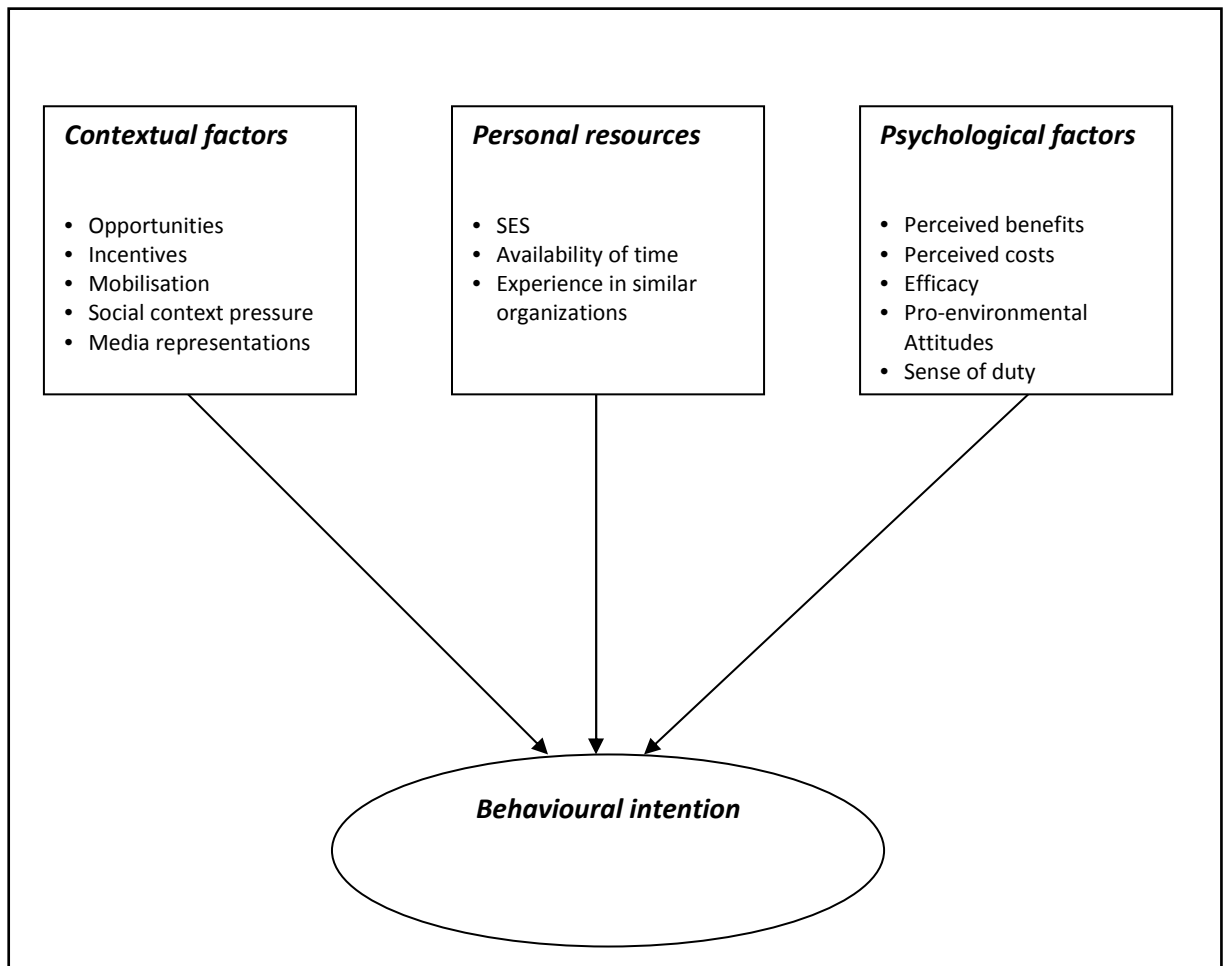 Contextual factors
• Opportunities
• Incentives
• Mobilisation
• Social context pressure
• Media representations
Personal resources
• SES
• Availability of time
• Experience in similar
organizations
Psychological factors
• Perceived benefits
• Perceived costs
• Efficacy
• Pro-environmental
Attitudes
• Sense of duty
Behavioural intention